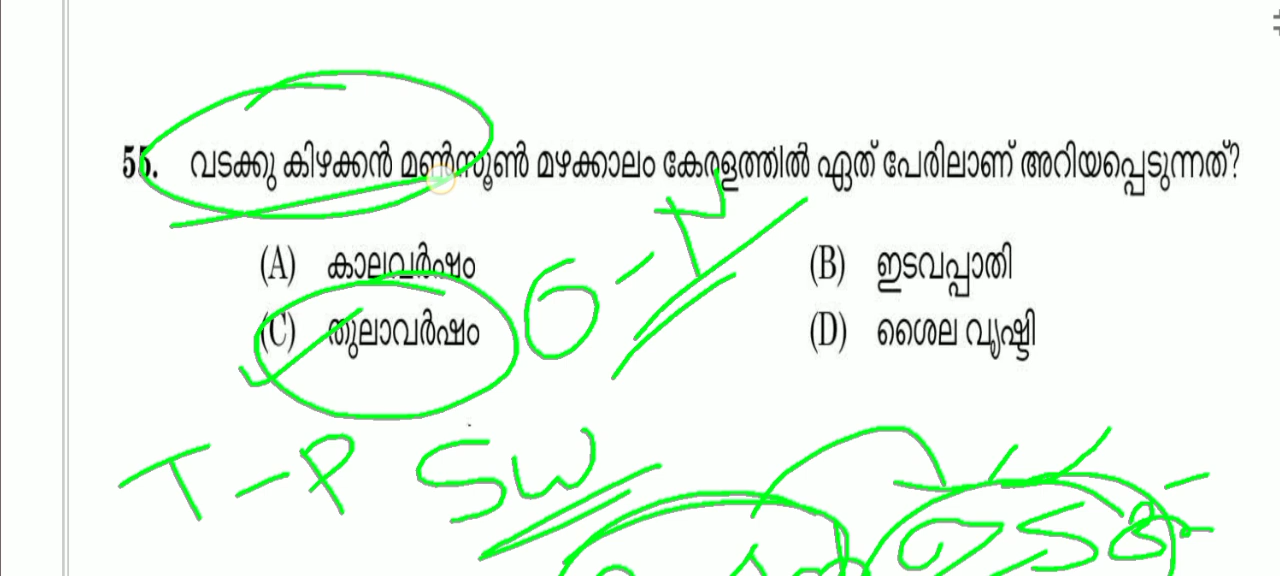 55. വടക്കു കിഴക്കൻ മൺസൂൺ മഴക്കാലം കേരളത്തിൽ ഏത് പേരിലാണ് അറിയപ്പെടുന്നത്?
(A) കാലവർഷം (B) ഇടവപ്പാതി
(C) തുലാവർഷം (D) ശൈല വൃഷ്ടി
O - N
T - P SW